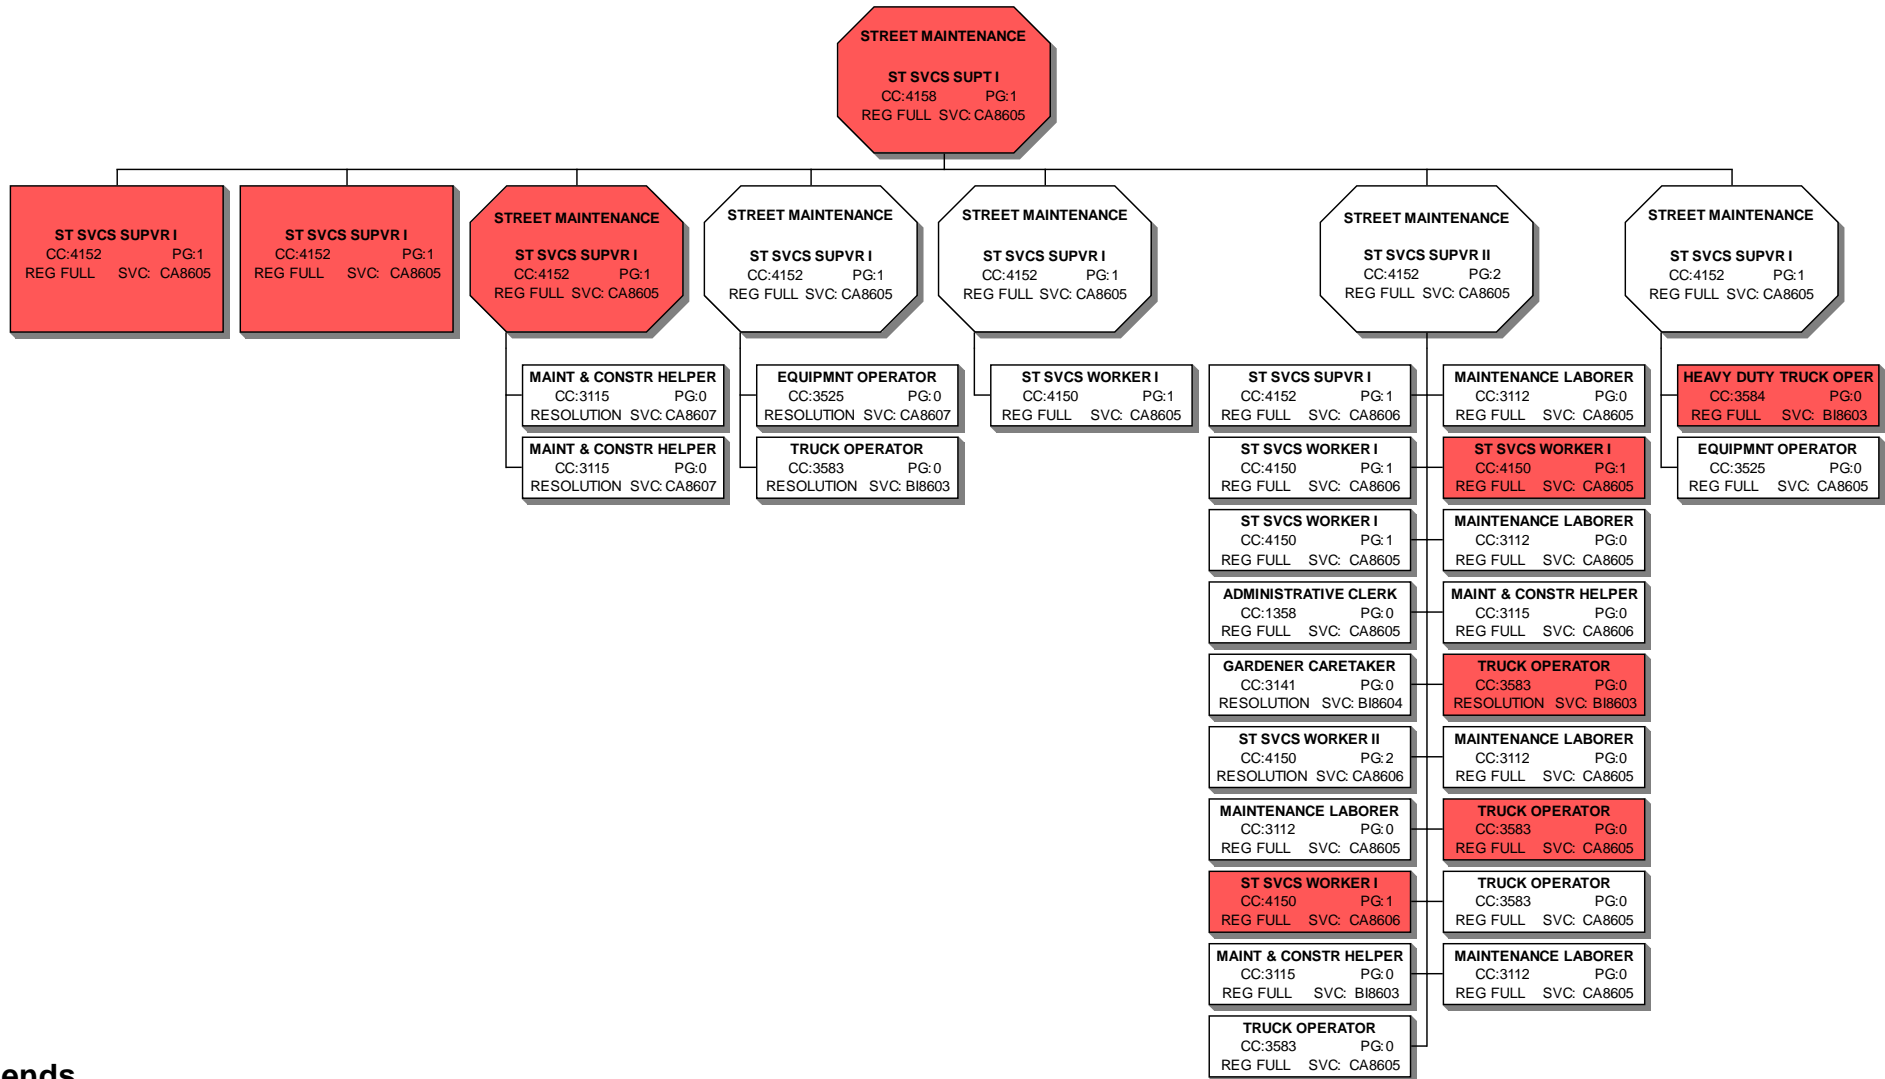 STREET MAINTENANCE
ST SVCS SUPT I
CC:4158 PG:1
REG FULL SVC: CA8605
ST SVCS SUPVR I
CC:4152 PG:1
REG FULL SVC: CA8605
ST SVCS SUPVR I
CC:4152 PG:1
REG FULL SVC: CA8605
STREET MAINTENANCE
ST SVCS SUPVR I
CC:4152 PG:1
REG FULL SVC: CA8605
STREET MAINTENANCE
ST SVCS SUPVR I
CC:4152 PG:1
REG FULL SVC: CA8605
STREET MAINTENANCE
ST SVCS SUPVR I
CC:4152 PG:1
REG FULL SVC: CA8605
STREET MAINTENANCE
ST SVCS SUPVR II
CC:4152 PG:2
REG FULL SVC: CA8605
STREET MAINTENANCE
ST SVCS SUPVR I
CC:4152 PG:1
REG FULL SVC: CA8605
MAINT & CONSTR HELPER
CC:3115 PG:0
RESOLUTION SVC: CA8607
MAINT & CONSTR HELPER
CC:3115 PG:0
RESOLUTION SVC: CA8607
EQUIPMNT OPERATOR
CC:3525 PG:0
RESOLUTION SVC: CA8607
TRUCK OPERATOR
CC:3583 PG:0
RESOLUTION SVC: BI8603
ST SVCS WORKER I
CC:4150 PG:1
REG FULL SVC: CA8605
ST SVCS SUPVR I
CC:4152 PG:1
REG FULL SVC: CA8606
MAINTENANCE LABORER
CC:3112 PG:0
REG FULL SVC: CA8605
ST SVCS WORKER I
CC:4150 PG:1
REG FULL SVC: CA8606
ST SVCS WORKER I
CC:4150 PG:1
REG FULL SVC: CA8605
ST SVCS WORKER I
CC:4150 PG:1
REG FULL SVC: CA8605
MAINTENANCE LABORER
CC:3112 PG:0
REG FULL SVC: CA8605
ADMINISTRATIVE CLERK
CC:1358 PG:0
REG FULL SVC: CA8605
MAINT & CONSTR HELPER
CC:3115 PG:0
REG FULL SVC: CA8606
GARDENER CARETAKER
CC:3141 PG:0
RESOLUTION SVC: BI8604
TRUCK OPERATOR
CC:3583 PG:0
RESOLUTION SVC: BI8603
ST SVCS WORKER II
CC:4150 PG:2
RESOLUTION SVC: CA8606
MAINTENANCE LABORER
CC:3112 PG:0
REG FULL SVC: CA8605
MAINTENANCE LABORER
CC:3112 PG:0
REG FULL SVC: CA8605
TRUCK OPERATOR
CC:3583 PG:0
REG FULL SVC: CA8605
ST SVCS WORKER I
CC:4150 PG:1
REG FULL SVC: CA8606
TRUCK OPERATOR
CC:3583 PG:0
REG FULL SVC: CA8605
MAINT & CONSTR HELPER
CC:3115 PG:0
REG FULL SVC: BI8603
MAINTENANCE LABORER
CC:3112 PG:0
REG FULL SVC: CA8605
TRUCK OPERATOR
CC:3583 PG:0
REG FULL SVC: CA8605
HEAVY DUTY TRUCK OPER
CC:3584 PG:0
REG FULL SVC: BI8603
EQUIPMNT OPERATOR
CC:3525 PG:0
REG FULL SVC: CA8605
ends